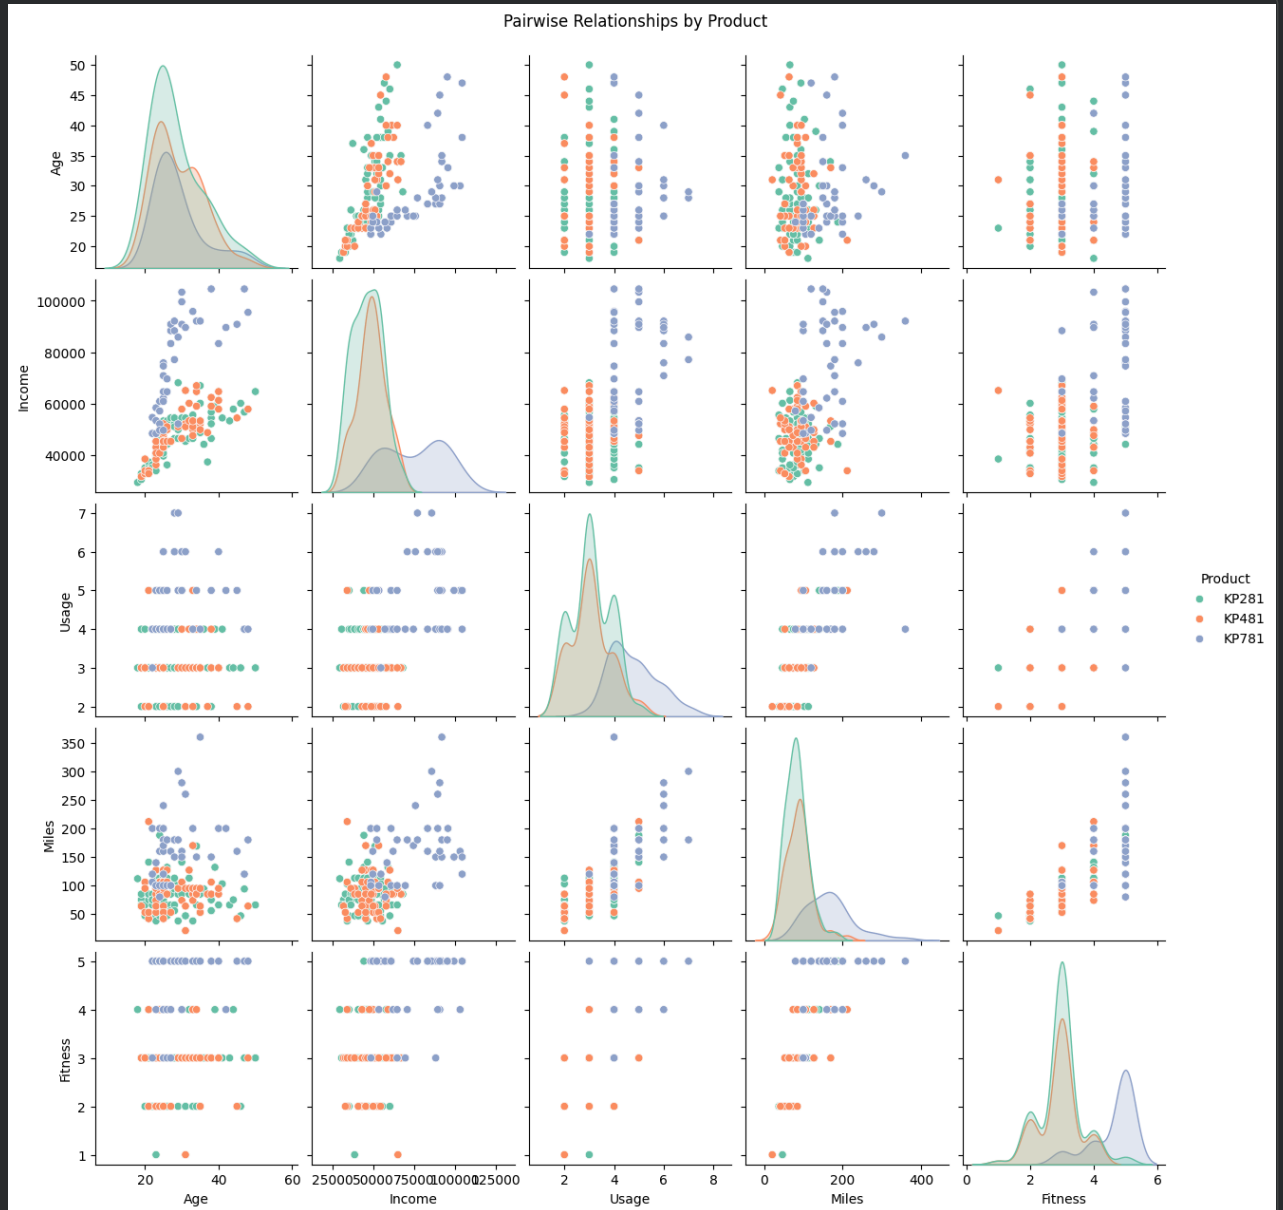 Pairwise Relationships by Product
50
45
40
35
30
25
20
Age
100000
80000
60000
40000
Income
7
6
5
4
3
2
Usage
Product
KP281
KP481
KP781
350
300
250
200
150
100
50
Miles
5
4
3
2
1
Fitness
20 40 60
25000 50000 75000 100000 125000
2 4 6 8
0 200 400
0 2 4 6
Age Income Usage Miles Fitness